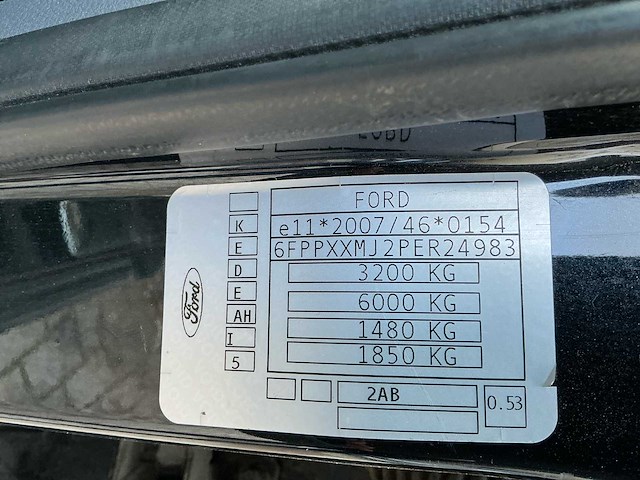 EOBD
FORD
K
e11*2007/46*0154
E
6FPPXXMJ2PER24983
D
3200 KG
E
6000 KG
AH
1480 KG
I
1850 KG
5
Ford
2AB
0.53